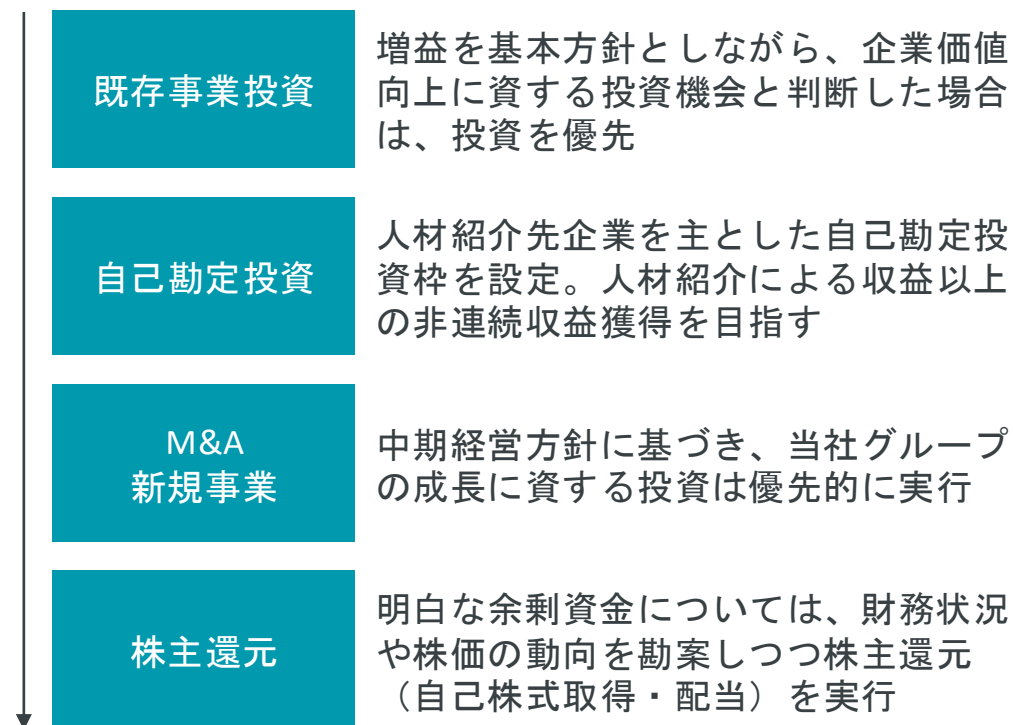 既存事業投資
増益を基本方針としながら、企業価値
向上に資する投資機会と判断した場合
は、投資を優先
自己勘定投資
人材紹介先企業を主とした自己勘定投
資枠を設定。人材紹介による収益以上
の非連続収益獲得を目指す
M&A
新規事業
中期経営方針に基づき、当社グループ
の成長に資する投資は優先的に実行
株主還元
明白な余剰資金については、財務状況
や株価の動向を勘案しつつ株主還元
（自己株式取得・配当）を実行